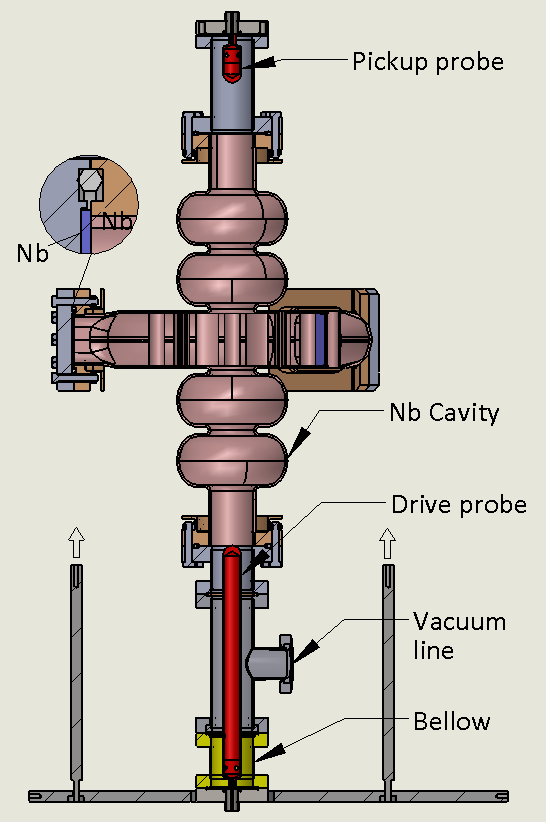 Pickup probe
Nb
Nb
Nb Cavity
Drive probe
Vacuum
line
Bellow